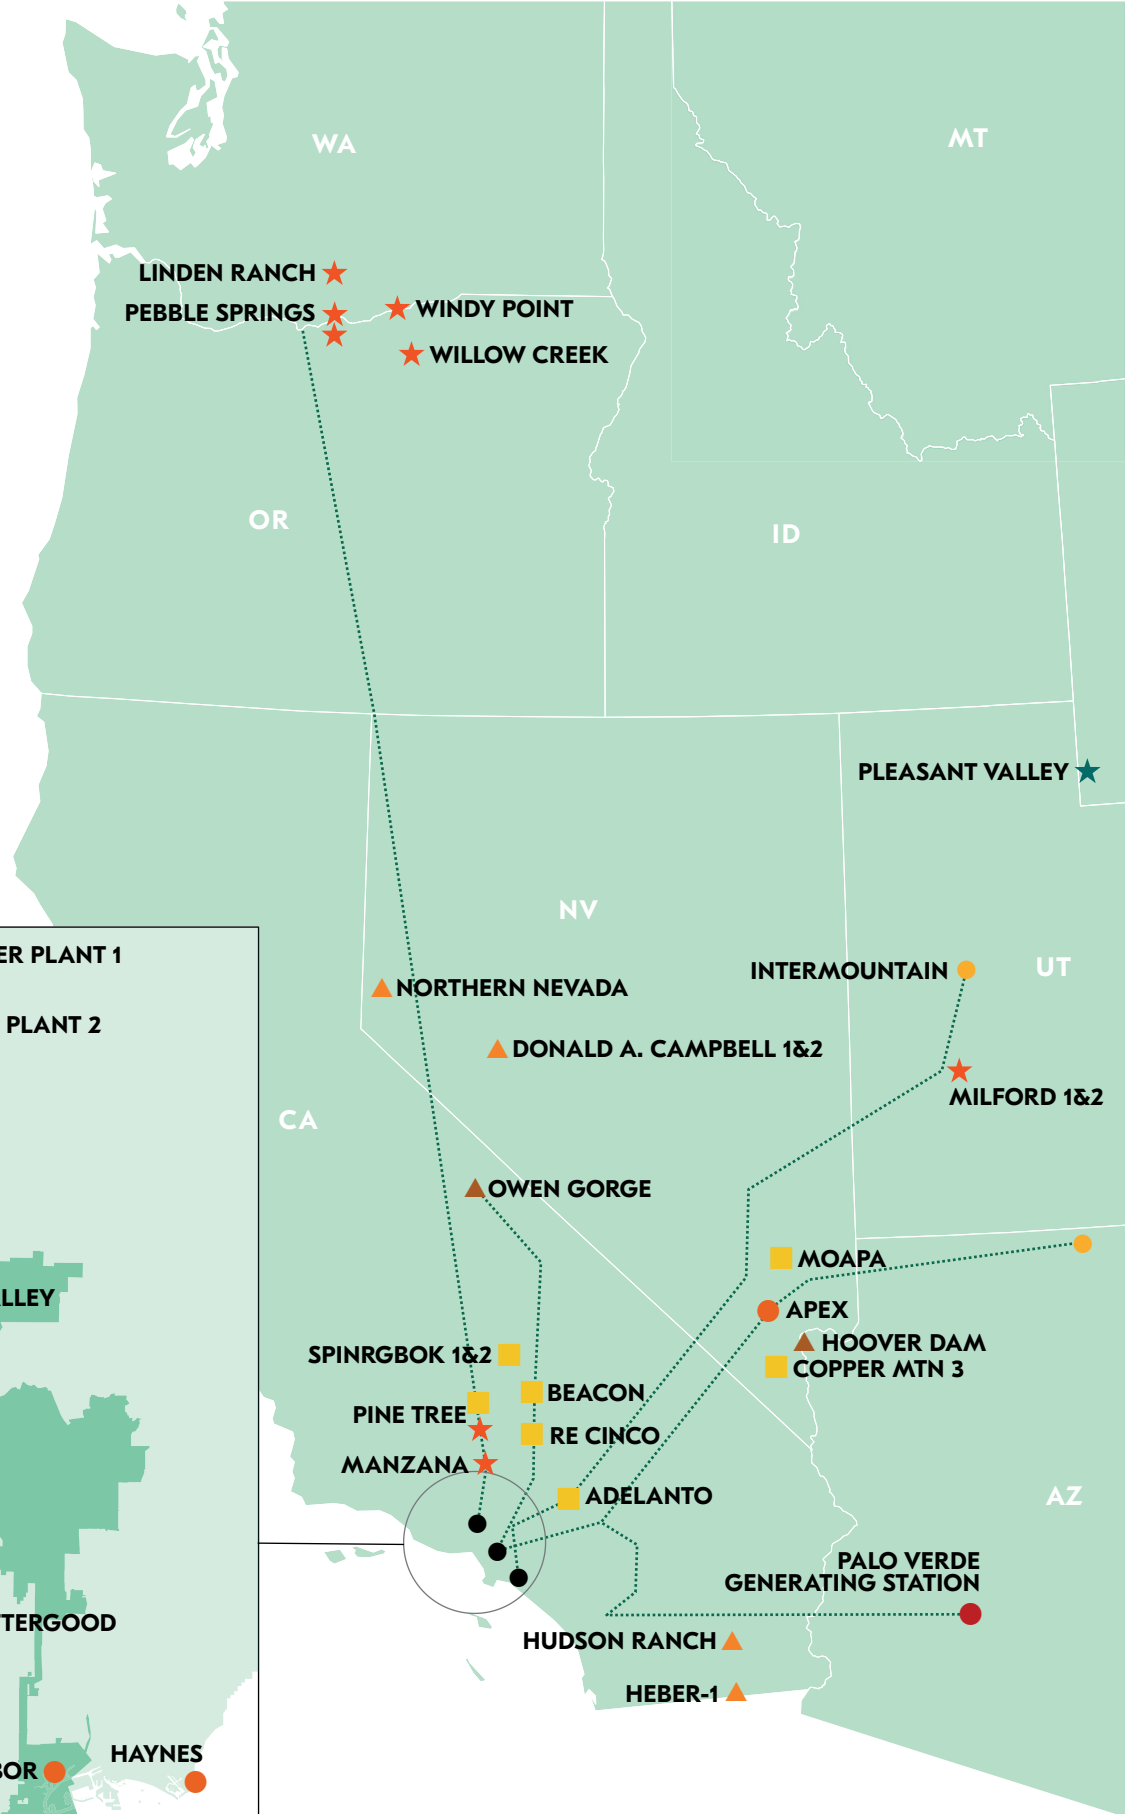 WA
MT
LINDEN RANCH
PEBBLE SPRINGS
WINDY POINT
WILLOW CREEK
OR
ID
PLEASANT VALLEY
NV
ER PLANT 1
INTERMOUNTAIN
UT
NORTHERN NEVADA
PLANT 2
DONALD A. CAMPBELL 1&2
MILFORD 1&2
CA
OWEN GORGE
MOAPA
LLEY
APEX
HOOVER DAM
SPINRGBOK 1&2
COPPER MTN 3
BEACON
PINE TREE
RE CINCO
MANZANA
ADELANTO
AZ
PALO VERDE
GENERATING STATION
TTERGOOD
HUDSON RANCH
HEBER-1
HAYNES
BOR